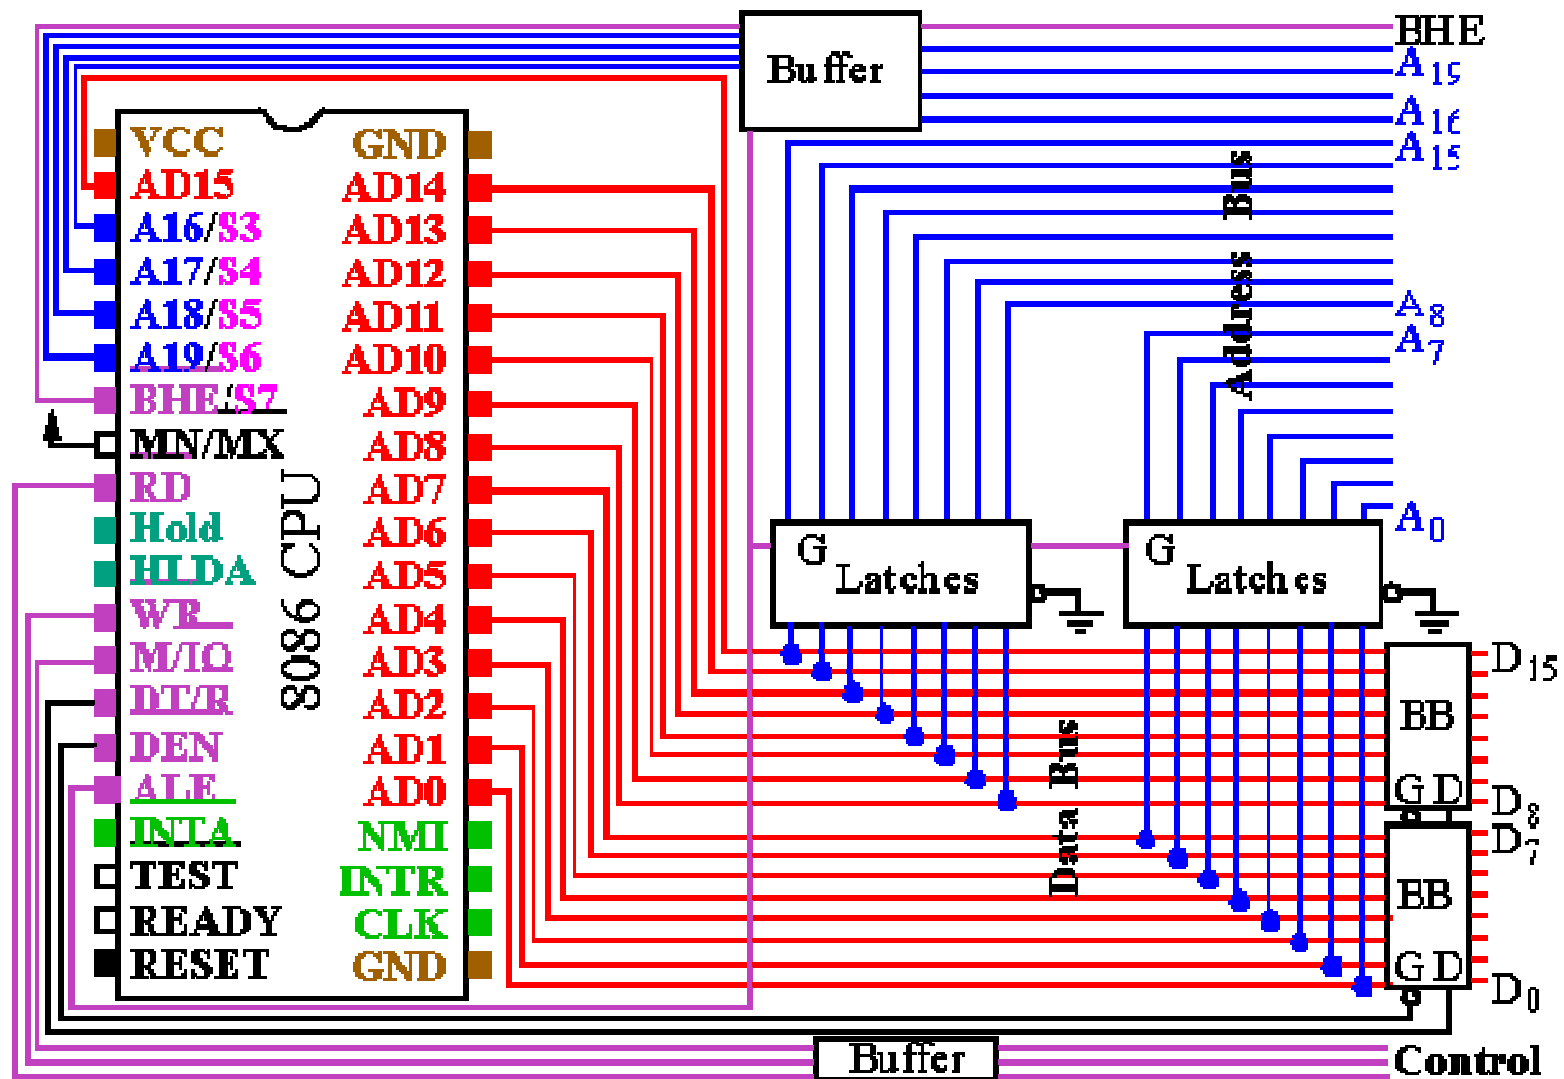 BHE
Buffer
A19
A16
A15
VCC
GND
AD15
AD14
A16/S3
AD13
A17/S4
AD12
A18/S5
AD11
A19/S6
AD10
BHE/S7
AD9
MN/MX
AD8
RD
AD7
Hold
AD6
HLDA
AD5
WR
AD4
M/IO
AD3
DT/R
AD2
DEN
AD1
ALE
AD0
INTA
NMI
TEST
INTR
READY
CLK
RESET
GND
8086 CPU
Address Bus
A8
A7
A0
G
Latches
G
Latches
Data Bus
D15
BB
G D
D8
D7
BB
G D
D0
Buffer
Control